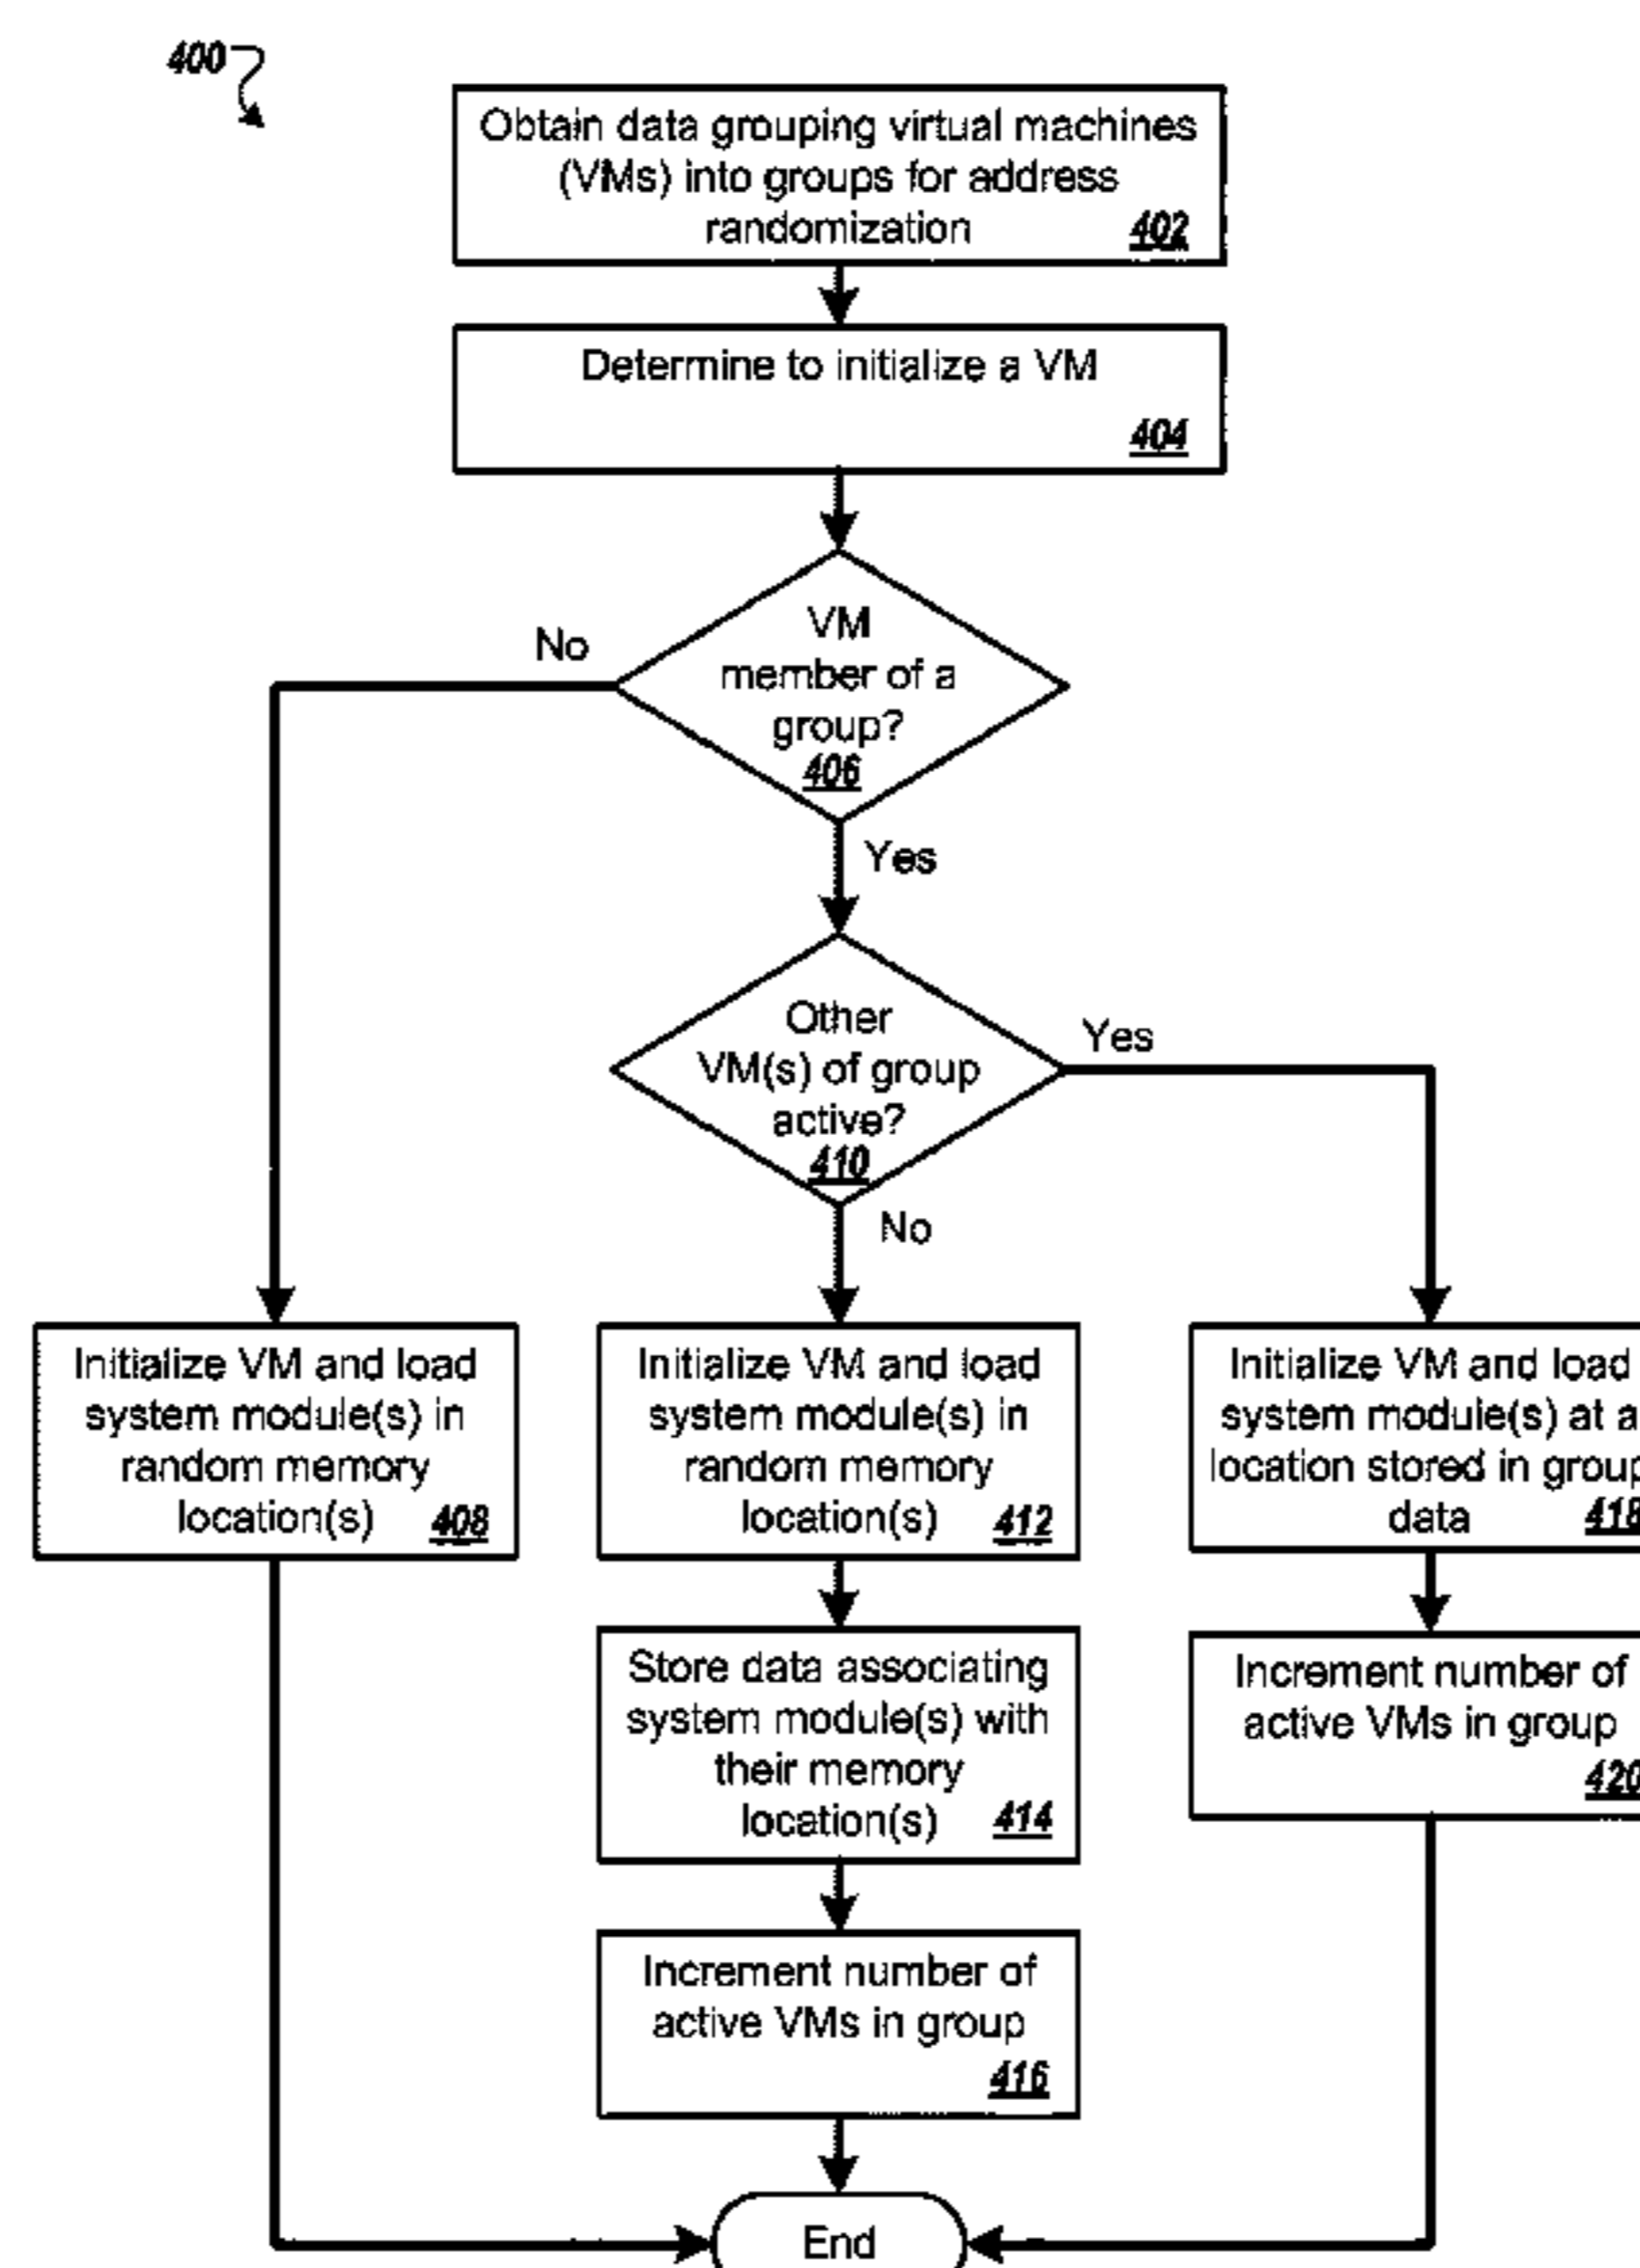 400
Obtain data grouping virtual machines
(VMs) into groups for address
randomization 402
Determine to initialize a VM
404
VM
member of a
group?
406
No
Yes
Other
VM(s) of group
active?
410
Yes
No
Initialize VM and load
system module(s) in
random memory
location(s) 408
Initialize VM and load
system module(s) in
random memory
location(s) 412
Initialize VM and load
system module(s) at a
location stored in group
data 418
Store data associating
system module(s) with
their memory
location(s) 414
Increment number of
active VMs in group
420
Increment number of
active VMs in group
416
End